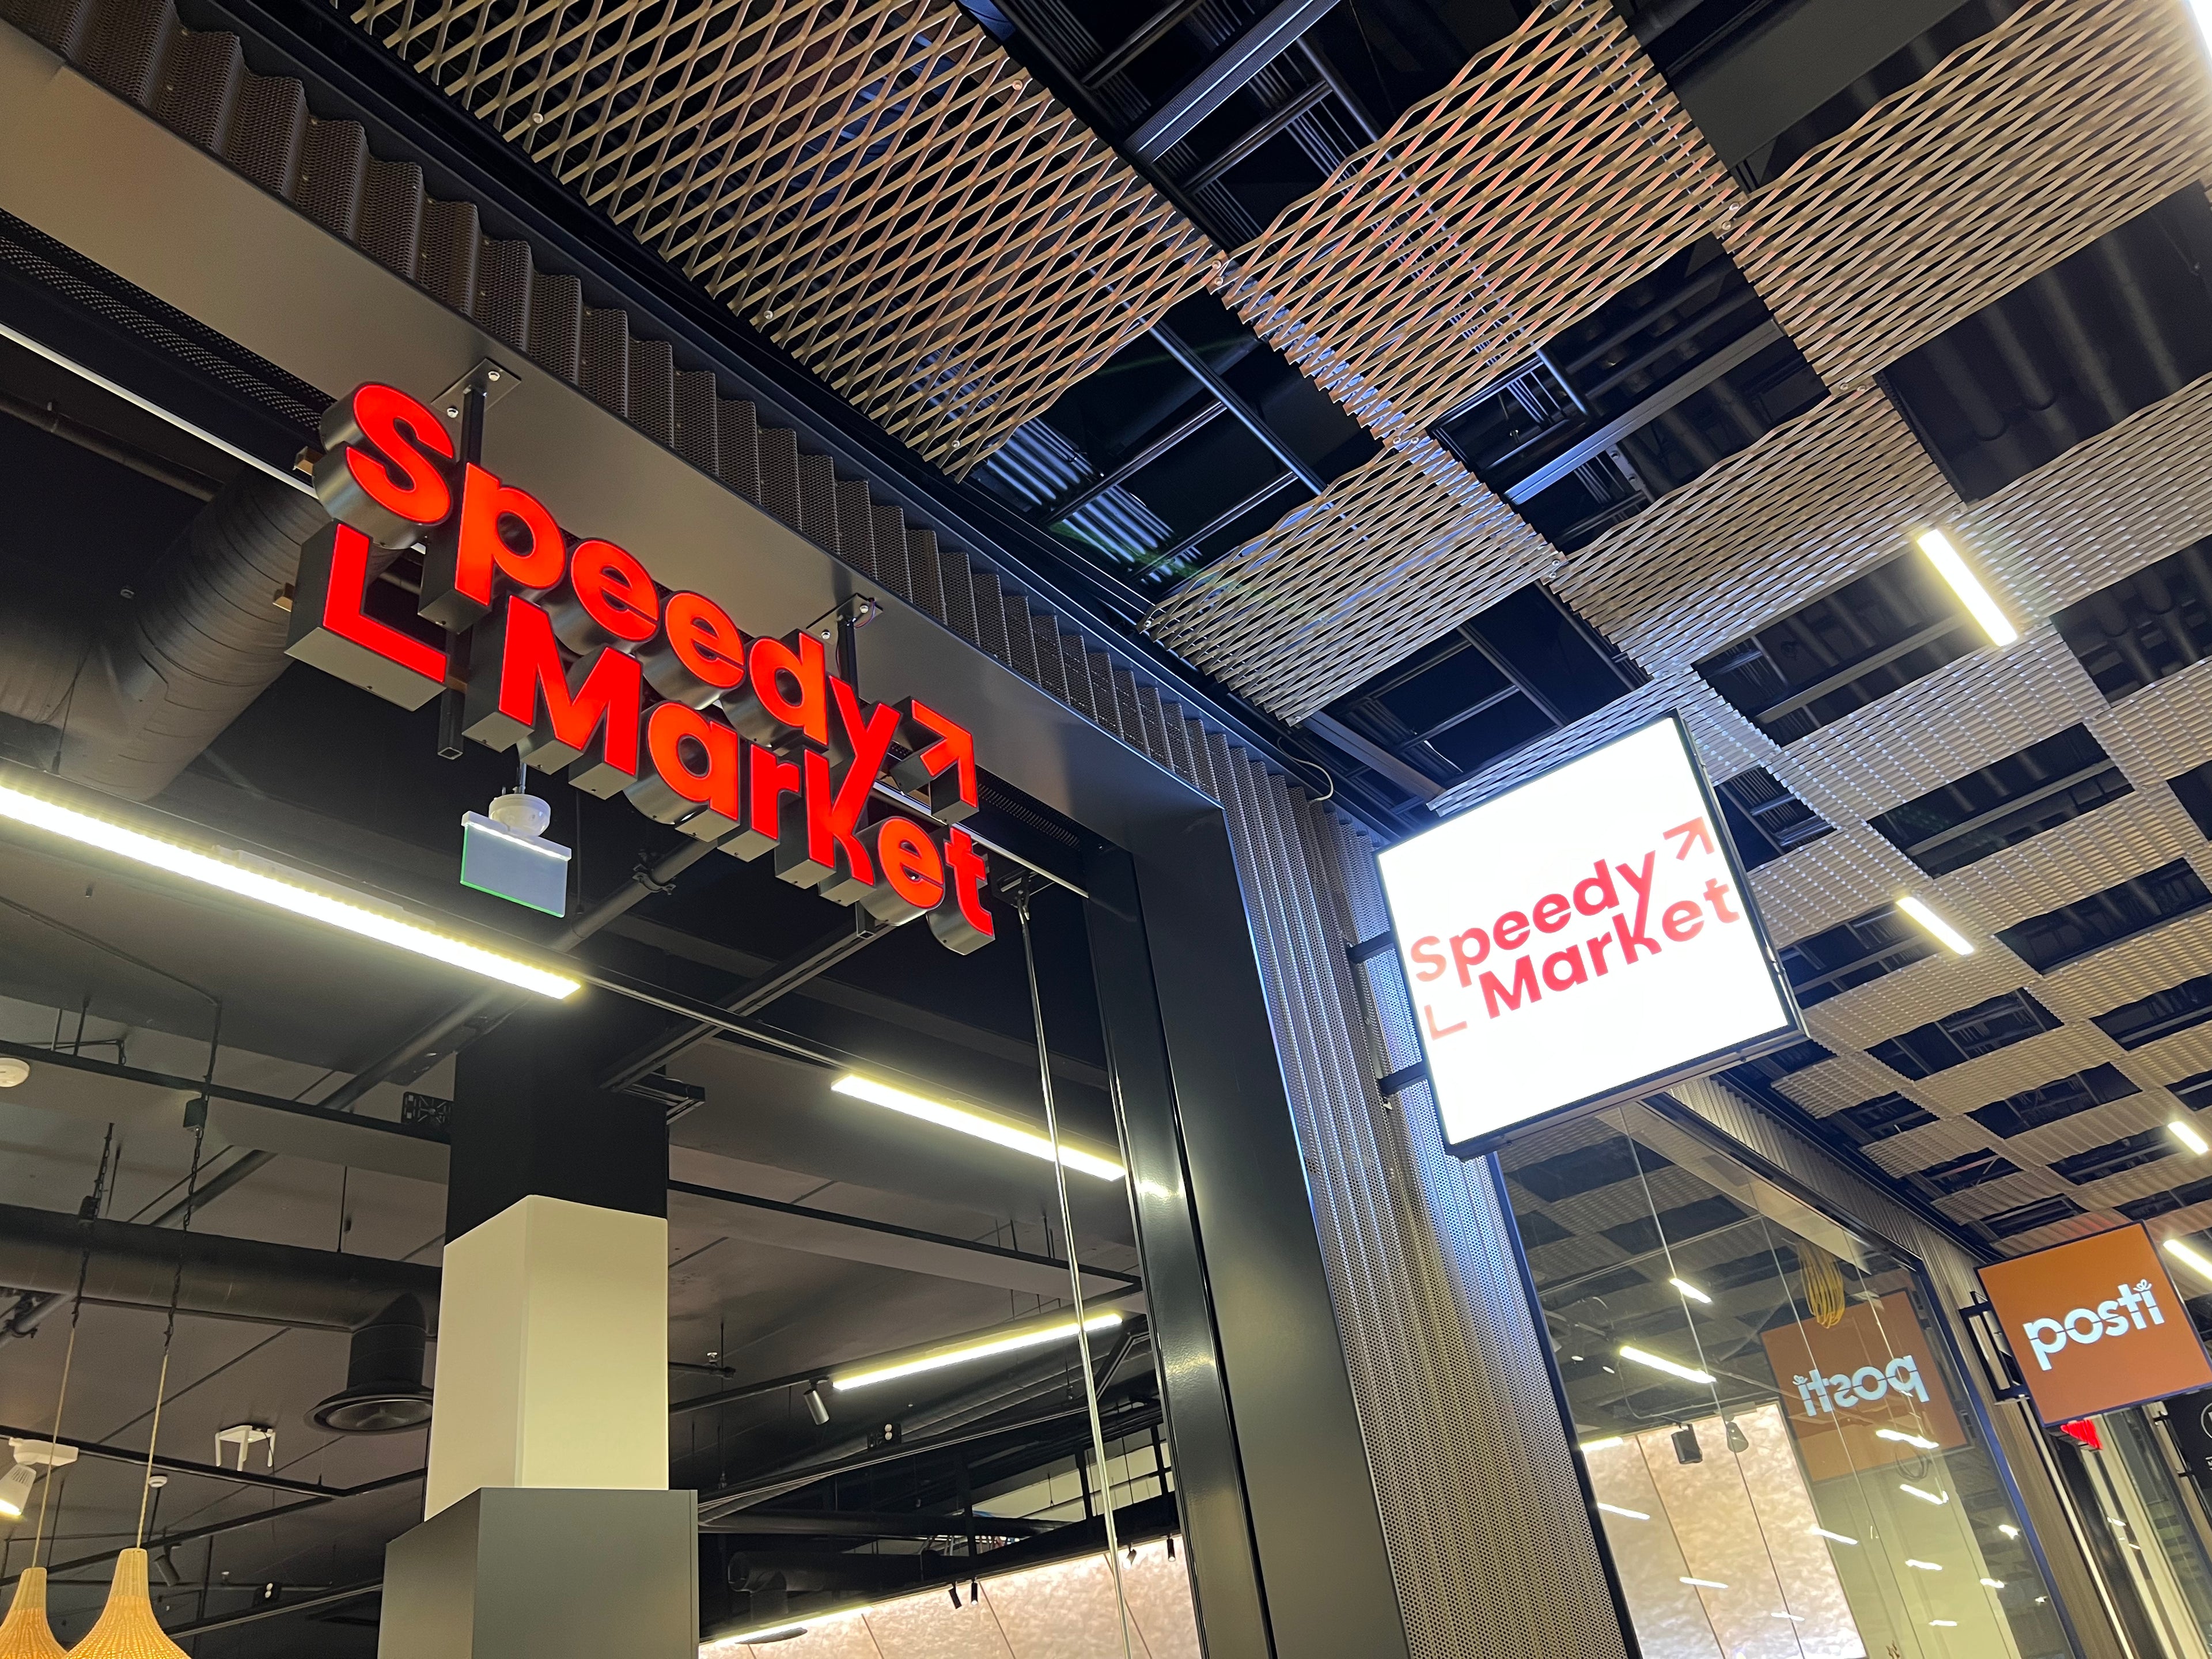 Speedy
Market
Speedy
Market
posti
posti